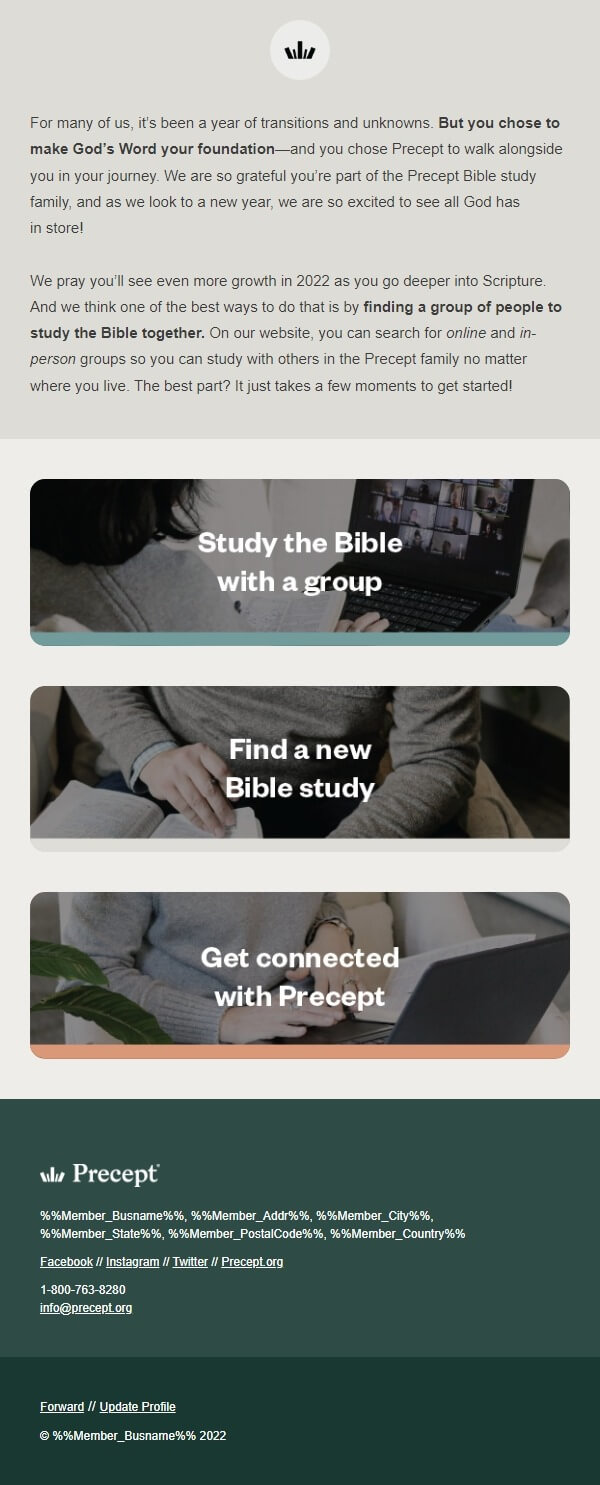 For many of us, it’s been a year of transitions and unknowns. But you chose to
make God’s Word your foundation—and you chose Precept to walk alongside
you in your journey. We are so grateful you’re part of the Precept Bible study
family, and as we look to a new year, we are so excited to see all God has
in store!
We pray you’ll see even more growth in 2022 as you go deeper into Scripture.
And we think one of the best ways to do that is by finding a group of people to
study the Bible together. On our website, you can search for online and in-
person groups so you can study with others in the Precept family no matter
where you live. The best part? It just takes a few moments to get started!
Study the Bible
with a group
Find a new
Bible study
Get connected
with Precept
Precept
%%Member_Busname%%, %%Member_Addr%%, %%Member_City%%,
%%Member_State%%, %%Member_PostalCode%%, %%Member_Country%%
Facebook // Instagram // Twitter // Precept.org
1-800-763-8280
info@precept.org
Forward // Update Profile
© %%Member_Busname%% 2022